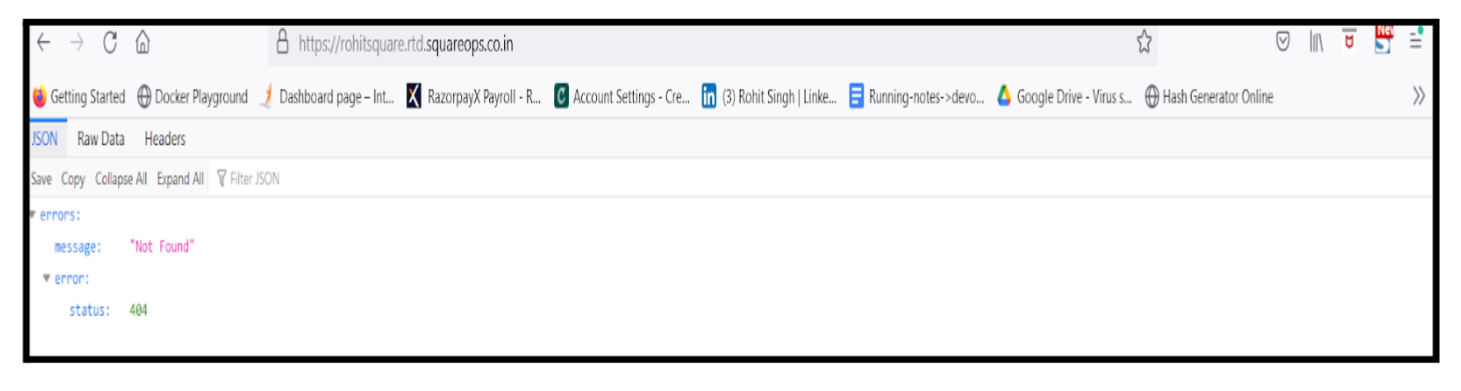 https://rohitsquare.rtd.squareops.co.in New
Getting Started Docker Playground Dashboard page – Int... RazorpayX Payroll - R... Account Settings - Cre... (3) Rohit Singh | Linke... Running-notes->devo... Google Drive - Virus s... Hash Generator Online
JSON Raw Data Headers
Save Copy Collapse All Expand All Filter JSON
errors:
message: "Not Found"
error:
status: 404